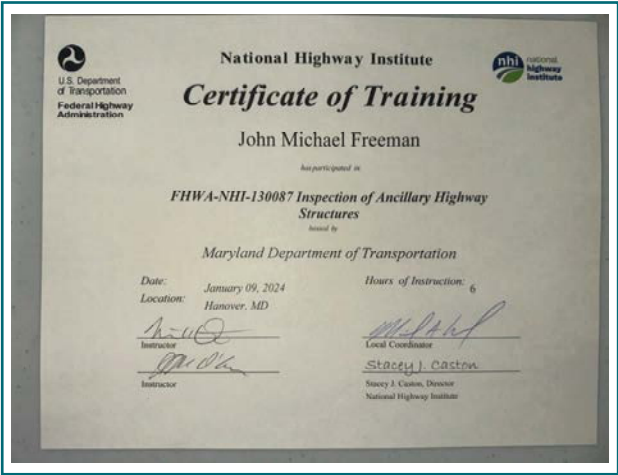 U.S. Department
of Transportation
Federal Highway
Administration
National Highway Institute
nhi national
highway
institute
Certificate of Training
John Michael Freeman
has participated in
FHWA-NHI-130087 Inspection of Ancillary Highway
Structures
hosted by
Maryland Department of Transportation
Date: January 09, 2024
Location: Hanover, MD
Hours of Instruction: 6
Instructor
Local Coordinator
Stacey J. Caston
Instructor
Stacey J. Caston, Director
National Highway Institute